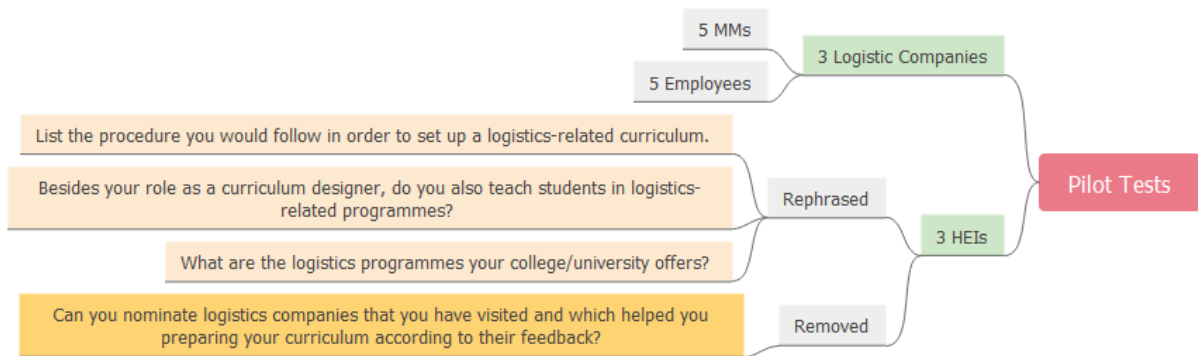 5 MMs
3 Logistic Companies
5 Employees
List the procedure you would follow in order to set up a logistics-related curriculum.
Besides your role as a curriculum designer, do you also teach students in logistics-
related programmes?
Pilot Tests
Rephrased
3 HEIs
What are the logistics programmes your college/university offers?
Can you nominate logistics companies that you have visited and which helped you
preparing your curriculum according to their feedback?
Removed